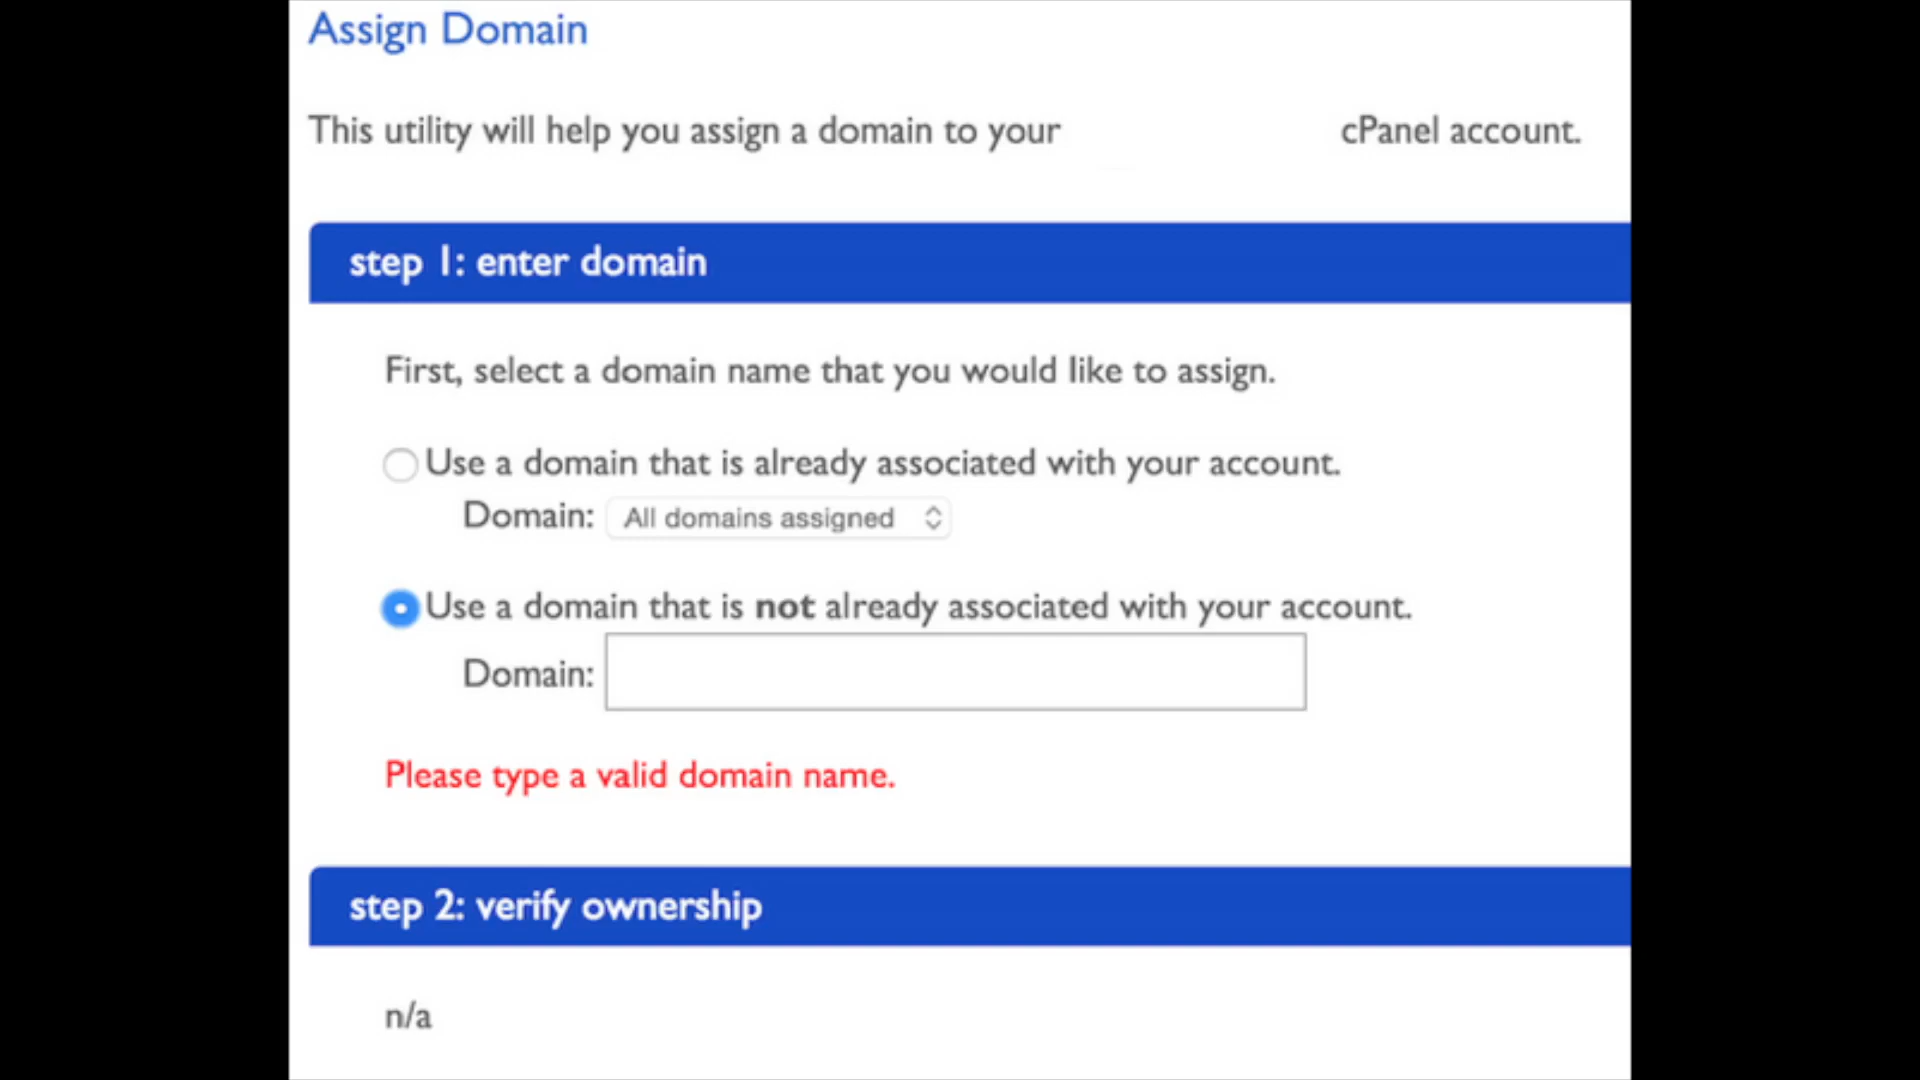 Assign Domain
This utility will help you assign a domain to your cPanel account.
step 1: enter domain
First, select a domain name that you would like to assign.
Use a domain that is already associated with your account.
Domain: All domains assigned
Use a domain that is not already associated with your account.
Domain:
Please type a valid domain name.
step 2: verify ownership
n/a